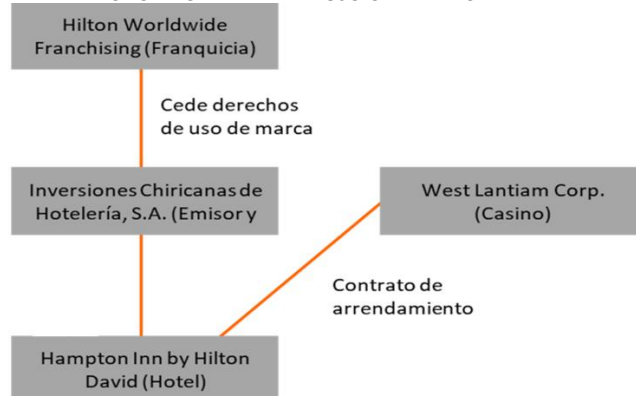 Hilton Worldwide
Franchising (Franquicia)
Cede derechos
de uso de marca
Inversiones Chiricanas de
Hotelería, S.A. (Emisor y
West Lantiam Corp.
(Casino)
Contrato de
arrendamiento
Hampton Inn by Hilton
David (Hotel)